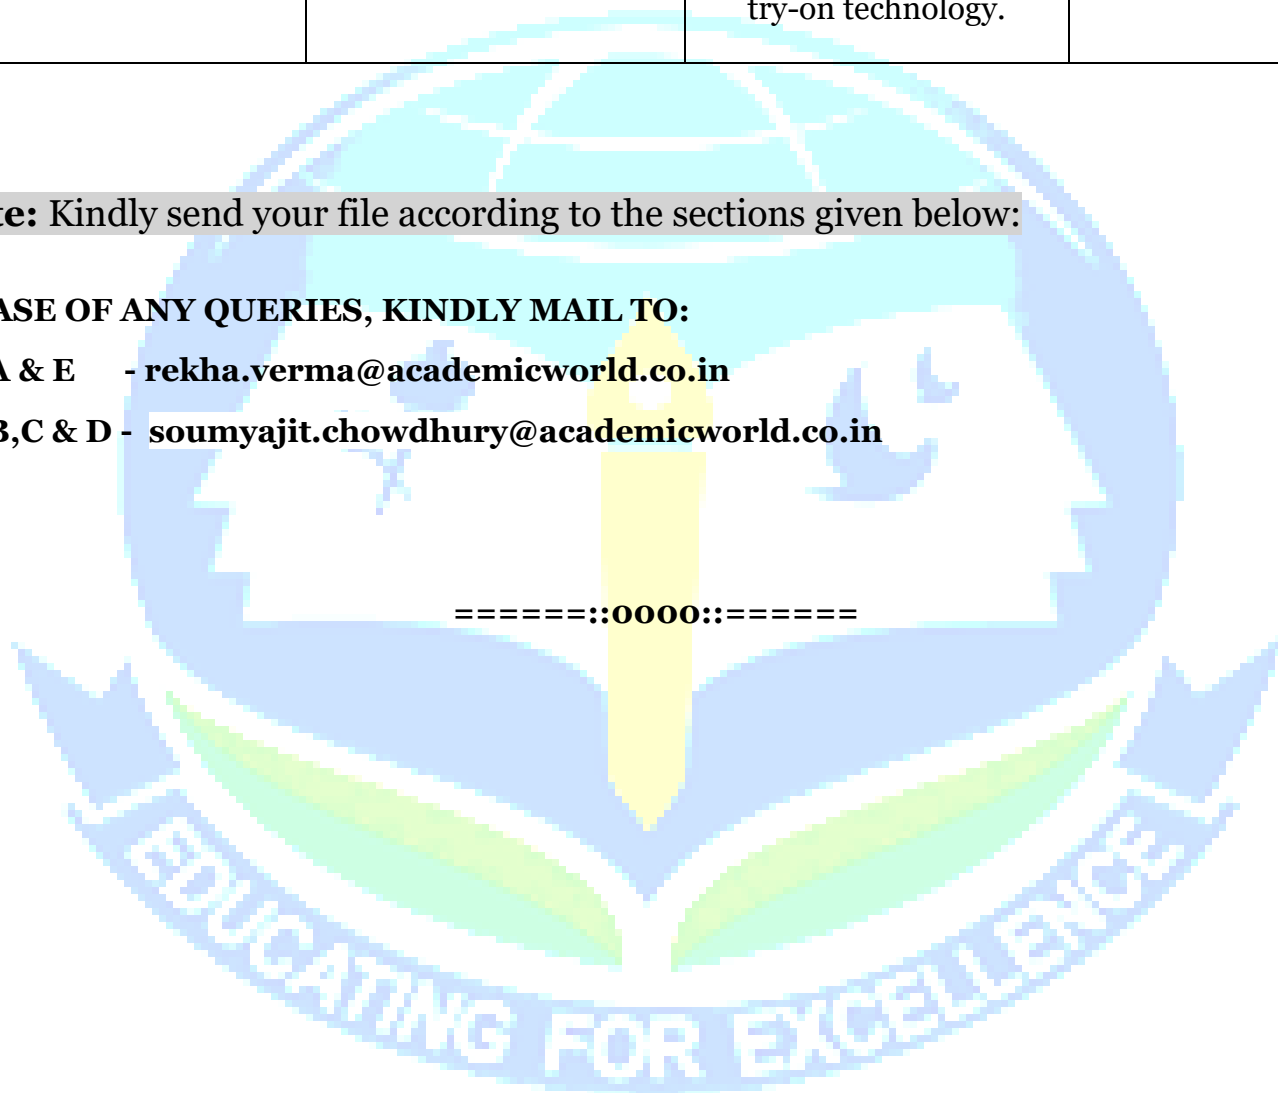 try-on technology.
te: Kindly send your file according to the sections given below:
ASE OF ANY QUERIES, KINDLY MAIL TO:
A & E - rekha.verma@academicworld.co.in
B,C & D - soumyajit.chowdhury@academicworld.co.in
======::0000::======
EDUCATING FOR EXCELLENCE